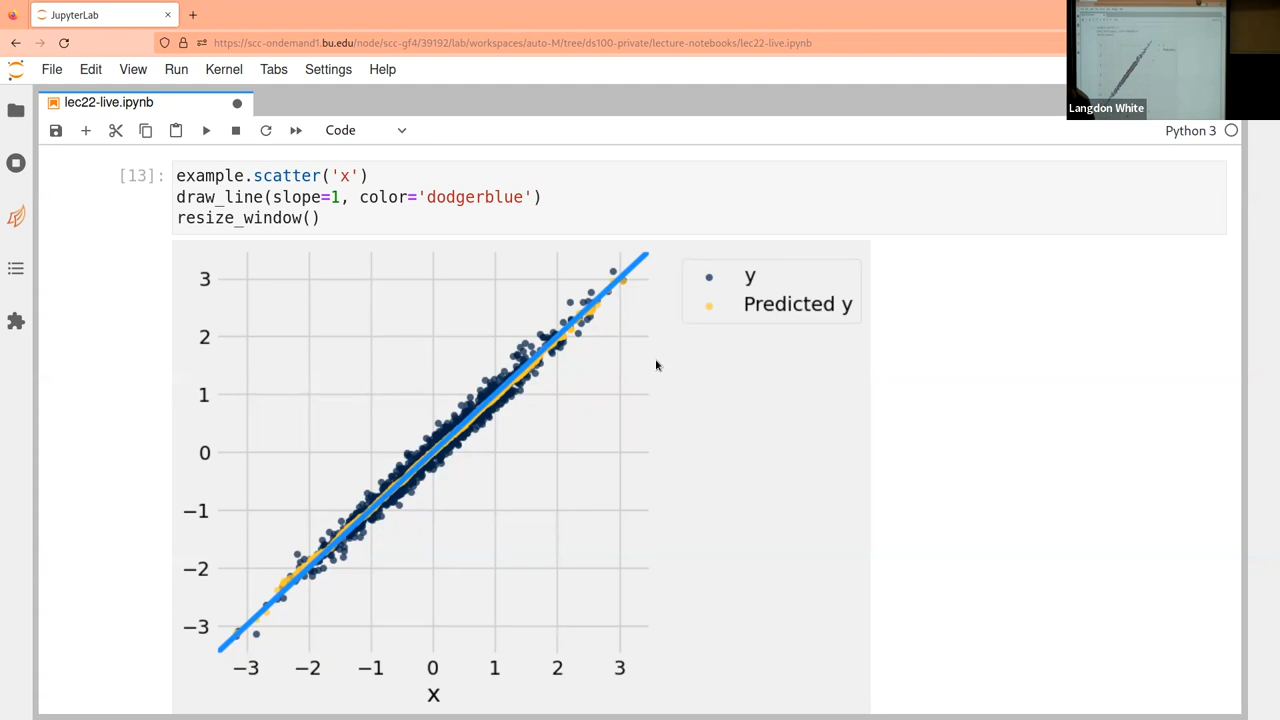 JupyterLab
https://scc-ondemand1.bu.edu/node/scc-gf4/39192/lab/workspaces/auto-M/tree/ds100-private/lecture-notebooks/lec22-live.ipynb
File Edit View Run Kernel Tabs Settings Help
Langdon White
lec22-live.ipynb
Code
Python 3
[13]:
example.scatter('x')
draw_line(slope=1, color='dodgerblue')
resize_window()
y
Predicted y
3
2
1
0
−1
−2
−3
−3 −2 −1 0 1 2 3
x